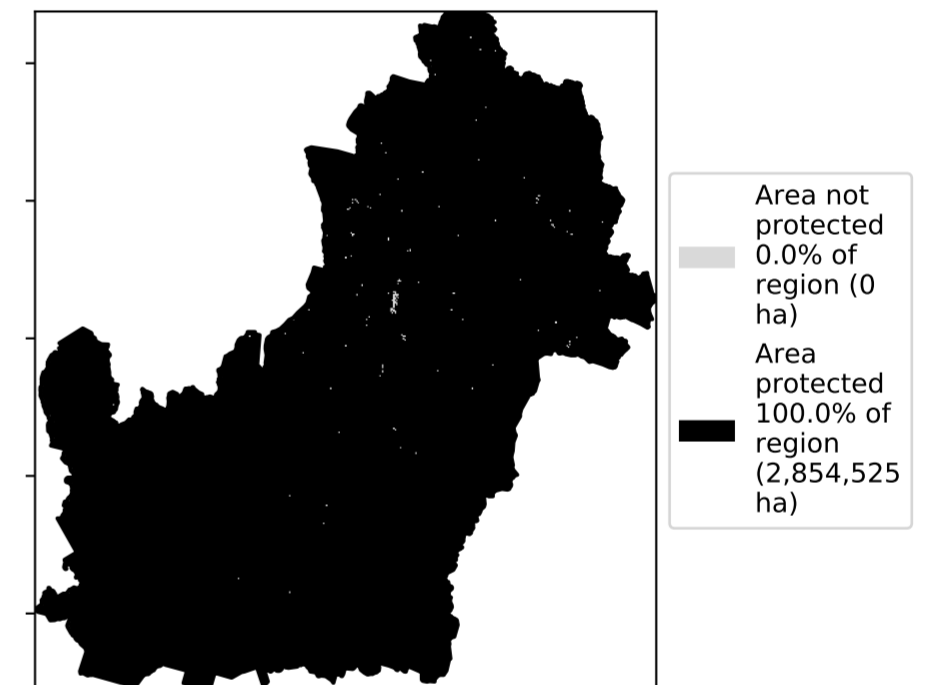 Area not
protected
0.0% of
region (0
ha)
Area
protected
100.0% of
region
(2,854,525
ha)